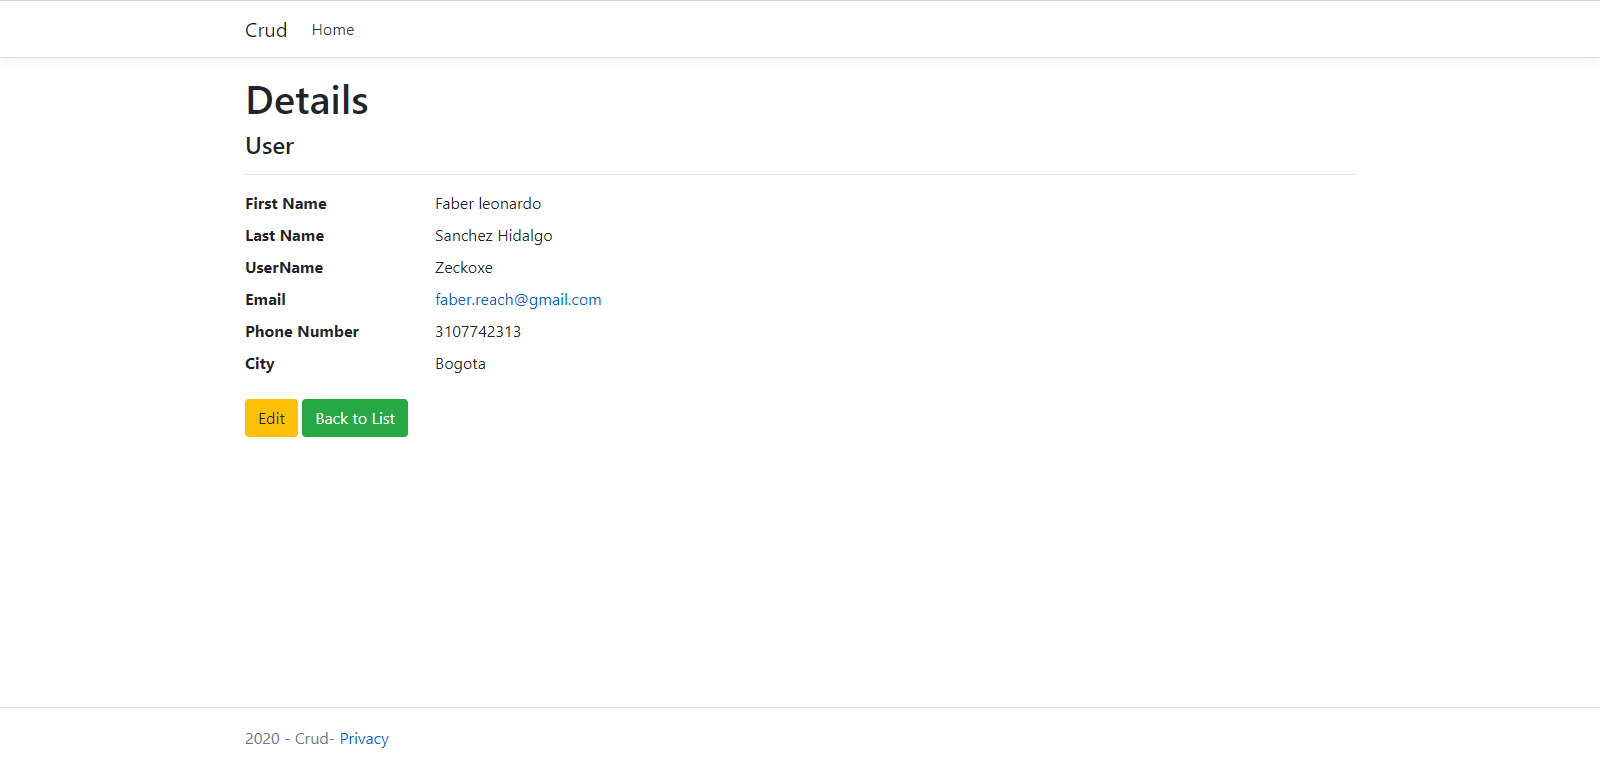 Crud Home
Details
User
First Name Faber leonardo
Last Name Sanchez Hidalgo
UserName Zeckoxe
Email faber.reach@gmail.com
Phone Number 3107742313
City Bogota
Edit Back to List
2020 - Crud- Privacy